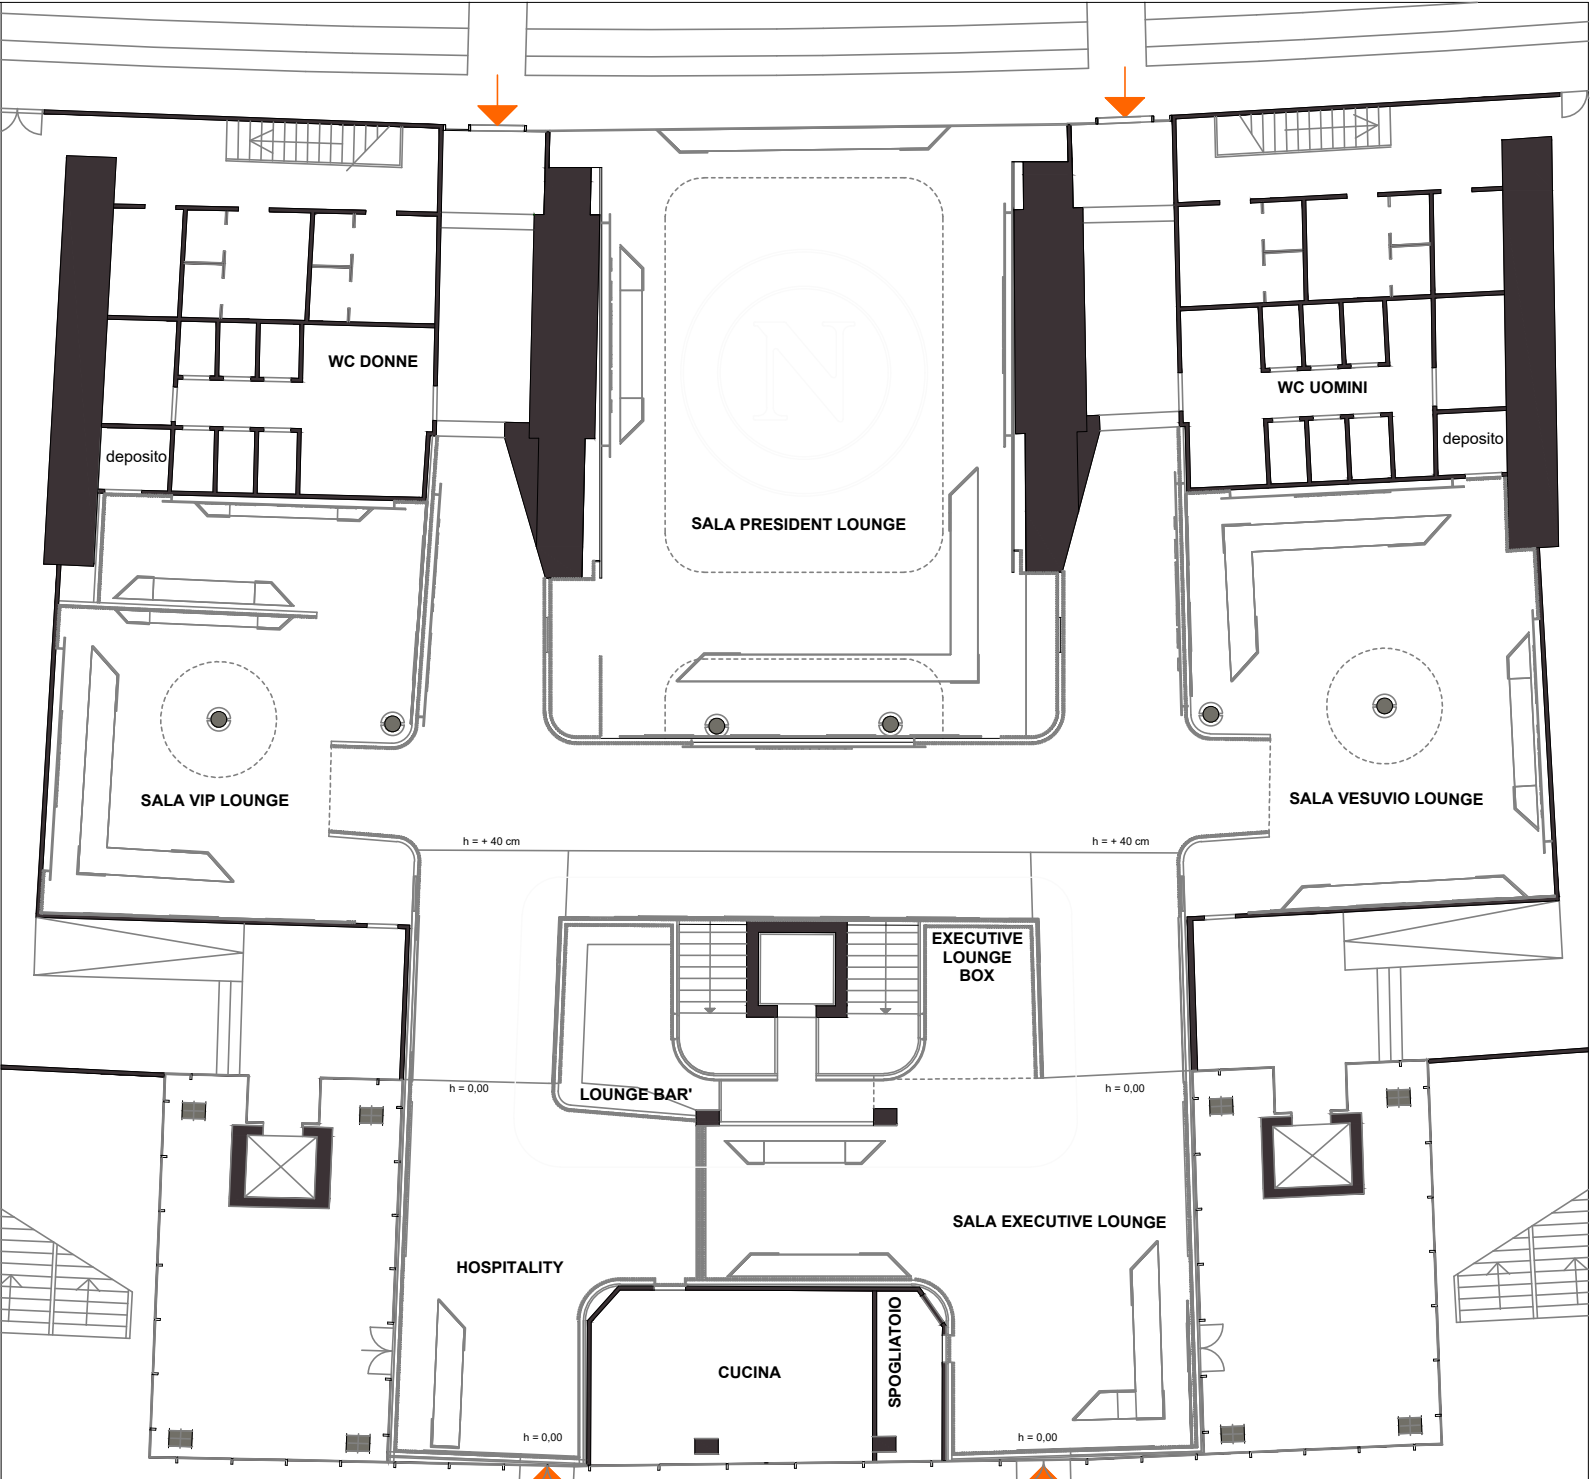 WC DONNE
WC UOMINI
deposito
deposito
N
SALA PRESIDENT LOUNGE
SALA VIP LOUNGE
SALA VESUVIO LOUNGE
h = + 40 cm
h = + 40 cm
EXECUTIVE
LOUNGE
BOX
h = 0,00
LOUNGE BAR'
h = 0,00
SALA EXECUTIVE LOUNGE
HOSPITALITY
CUCINA
SPOGLIATOIO
h = 0,00
h = 0,00